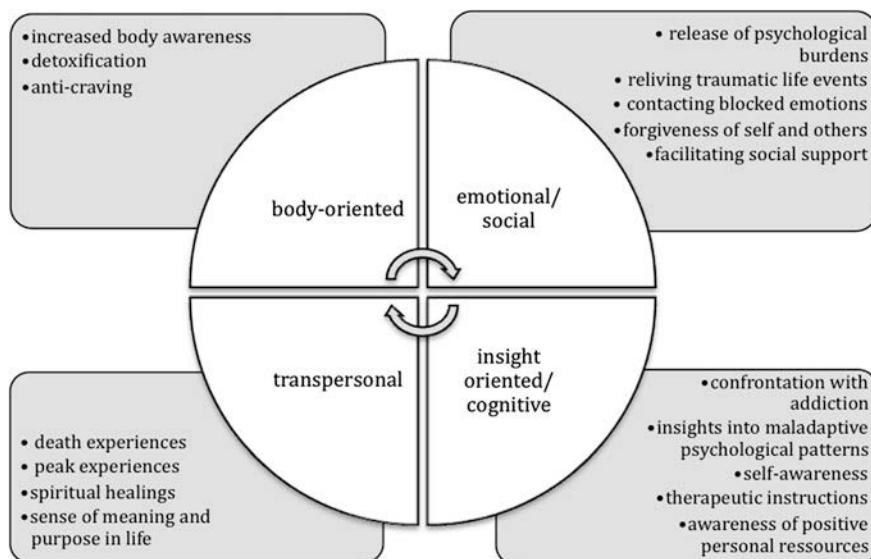 •increased body awareness
•detoxification
•anti-craving
• release of psychological
burdens
• reliving traumatic life events
• contacting blocked emotions
•forgiveness of self and others
•facilitating social support
body-oriented
emotional/
social
transpersonal
insight
oriented/
cognitive
• death experiences
• peak experiences
•spiritual healings
•sense of meaning and
purpose in life
•confrontation with
addiction
•insights into maladaptive
psychological patterns
•self-awareness
•therapeutic instructions
•awareness of positive
personal ressources